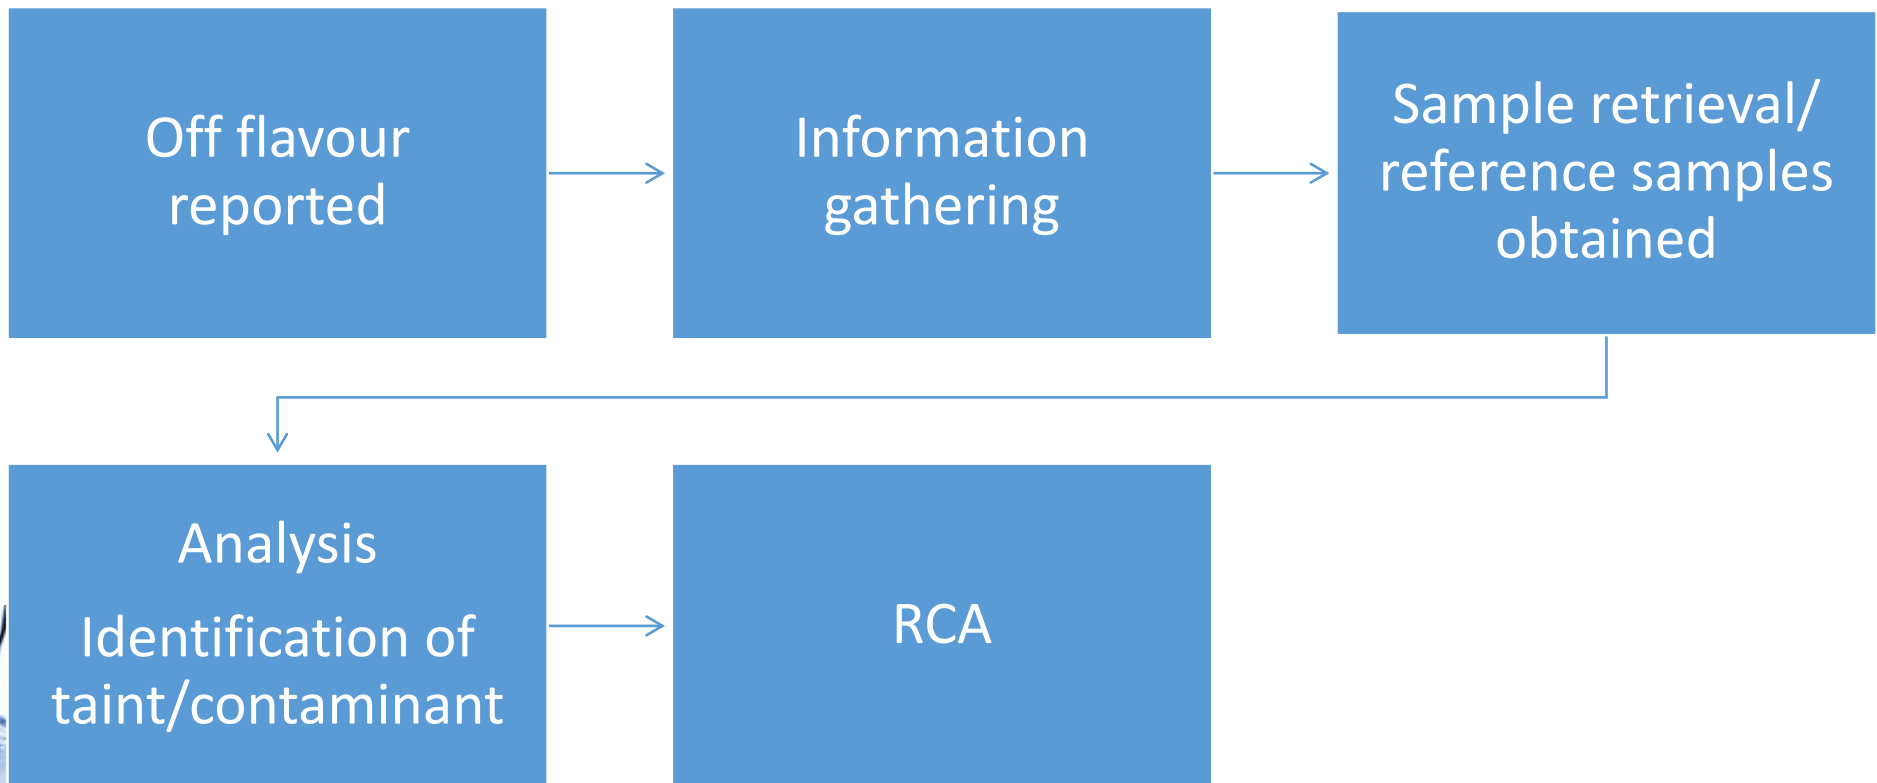 Off flavour
reported
Information
gathering
Sample retrieval/
reference samples
obtained
Analysis
Identification of
taint/contaminant
RCA